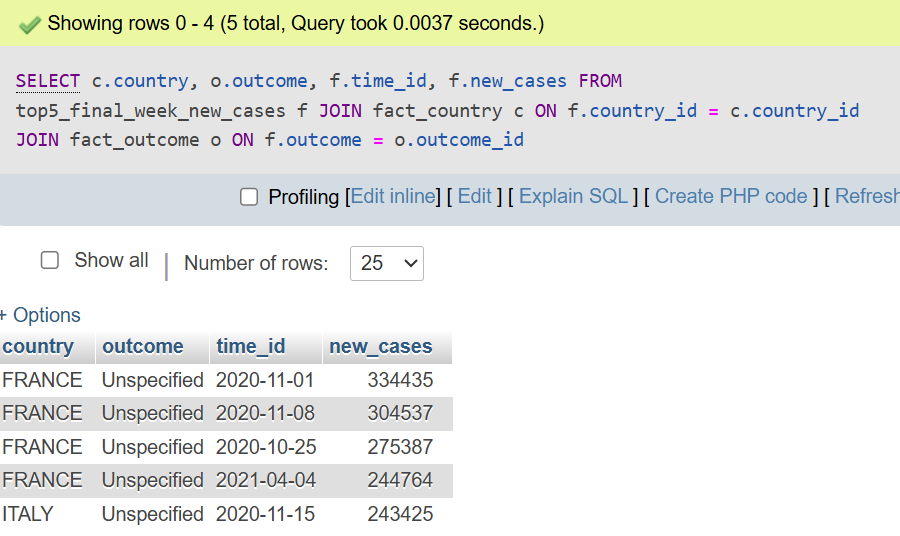 Showing rows 0 - 4 (5 total, Query took 0.0037 seconds.)
SELECT c.country, o.outcome, f.time_id, f.new_cases FROM
top5_final_week_new_cases f JOIN fact_country c ON f.country_id = c.country_id
JOIN fact_outcome o ON f.outcome = o.outcome_id
Profiling [Edit inline] [ Edit ] [ Explain SQL ] [ Create PHP code ] [ Refresh
Show all | Number of rows: 25
+ Options
country outcome time_id new_cases
FRANCE Unspecified 2020-11-01 334435
FRANCE Unspecified 2020-11-08 304537
FRANCE Unspecified 2020-10-25 275387
FRANCE Unspecified 2021-04-04 244764
ITALY Unspecified 2020-11-15 243425